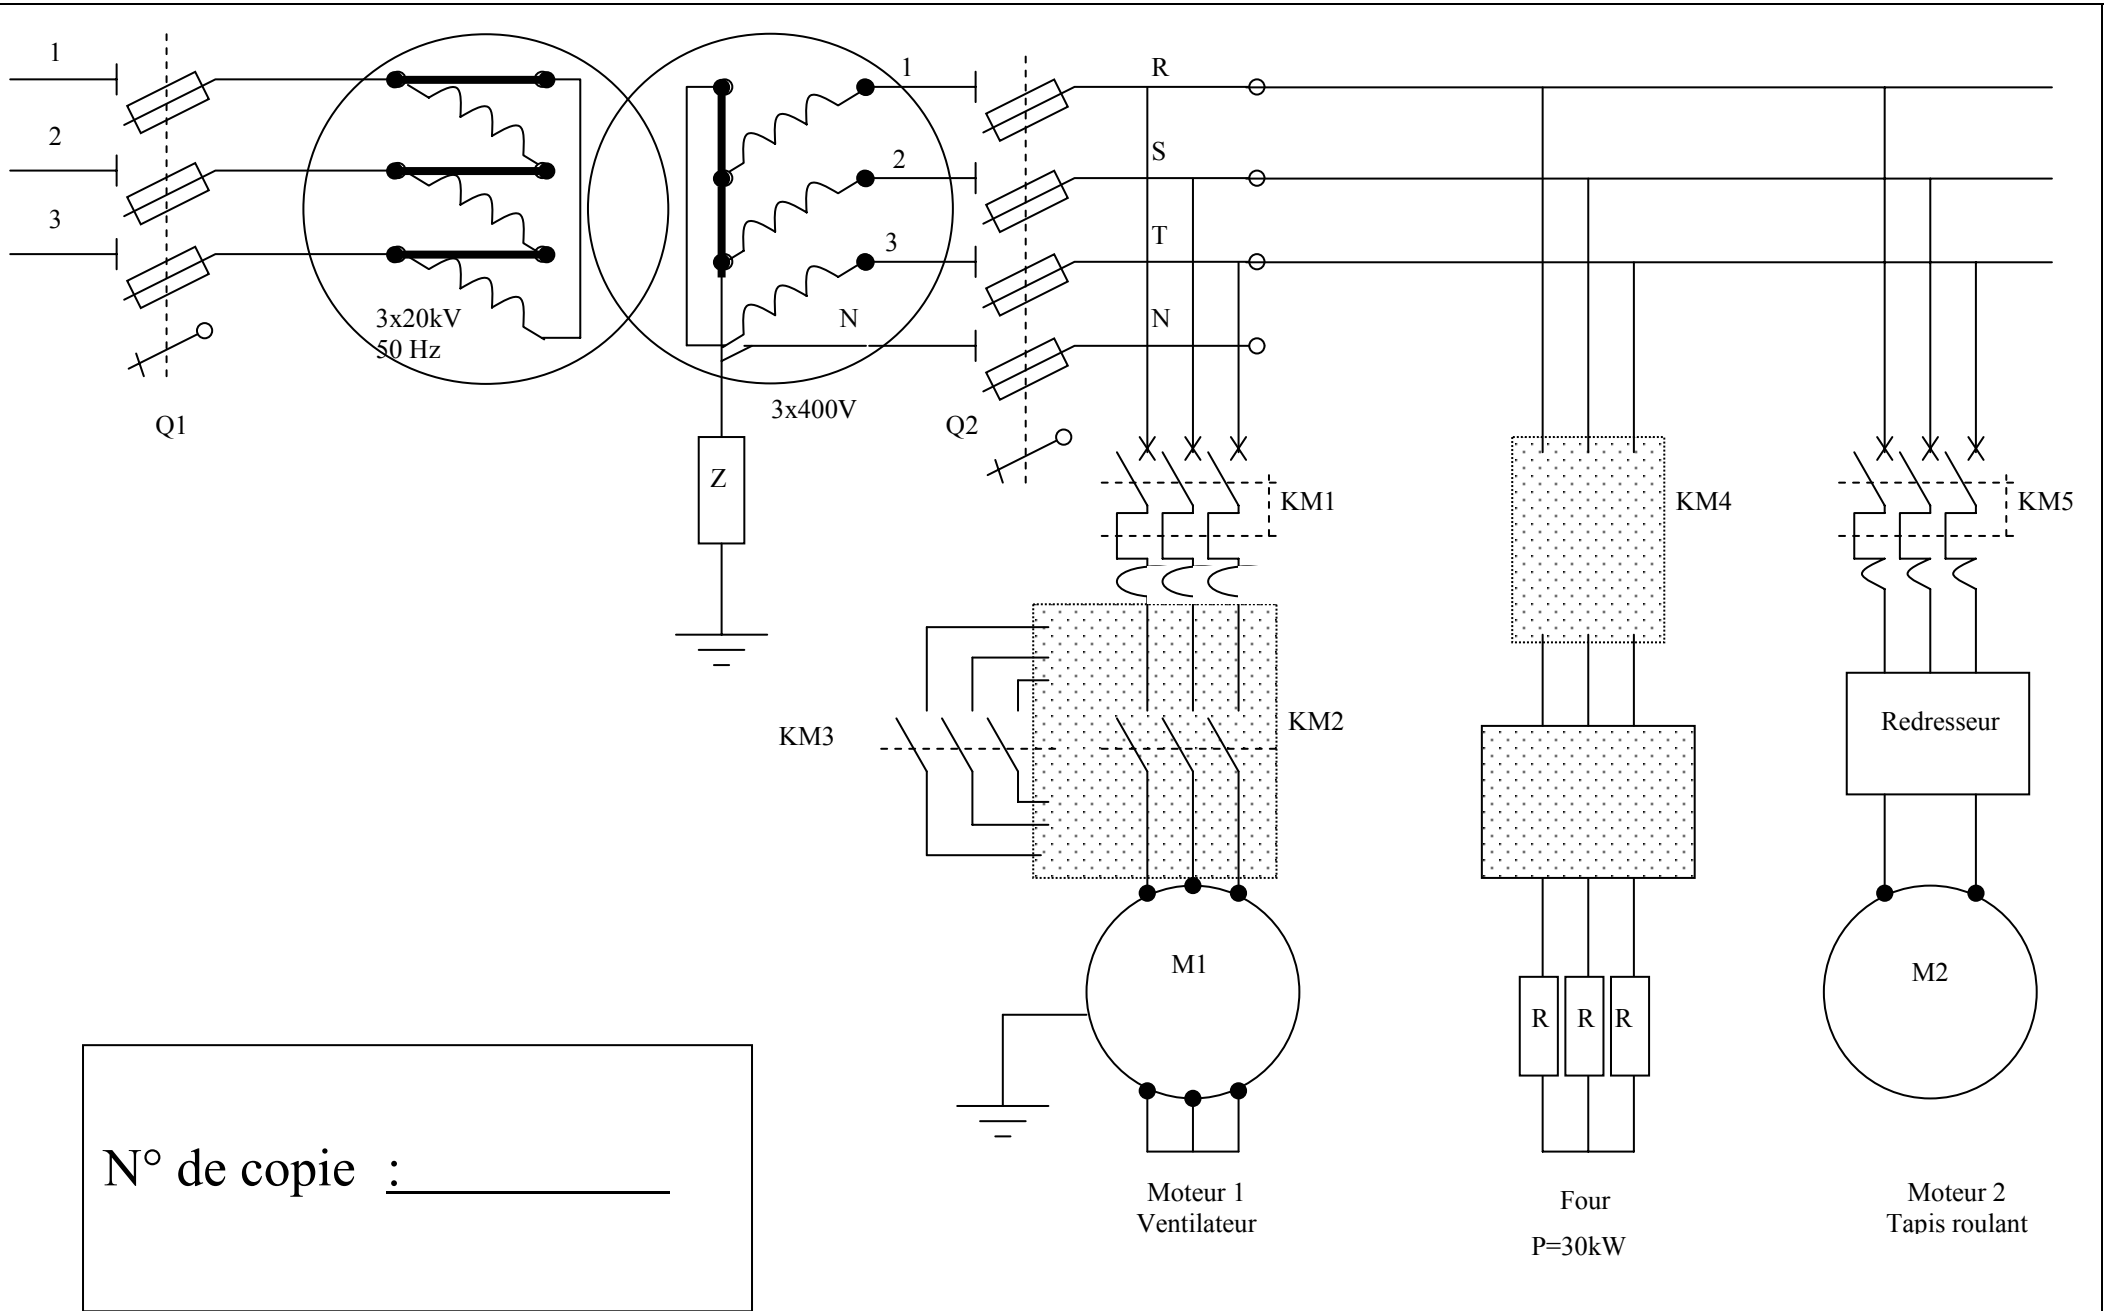 1
2
3
3x20kV
50 Hz
Q1
1
2
3
N
3x400V
Z
Q2
R
S
T
N
KM1
KM2
KM3
M1
Moteur 1
Ventilateur
KM4
R R R
Four
P=30kW
KM5
Redresseur
M2
Moteur 2
Tapis roulant
N° de copie :